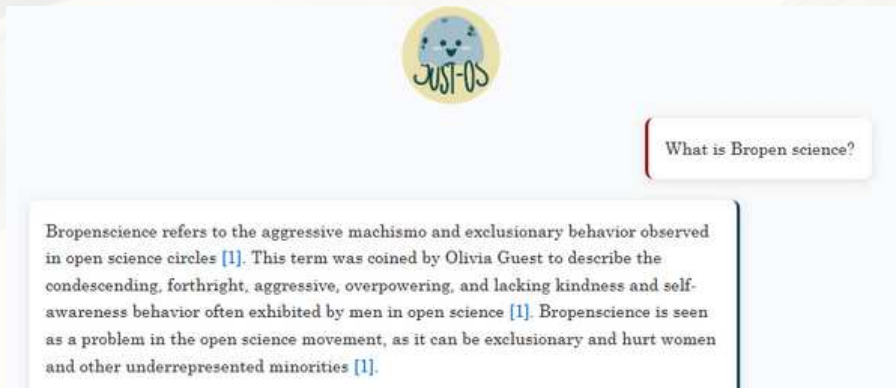 JUST-OS
What is Bropen science?
Bropenscience refers to the aggressive machismo and exclusionary behavior observed
in open science circles [1]. This term was coined by Olivia Guest to describe the
condescending, forthright, aggressive, overpowering, and lacking kindness and self-
awareness behavior often exhibited by men in open science [1]. Bropenscience is seen
as a problem in the open science movement, as it can be exclusionary and hurt women
and other underrepresented minorities [1].